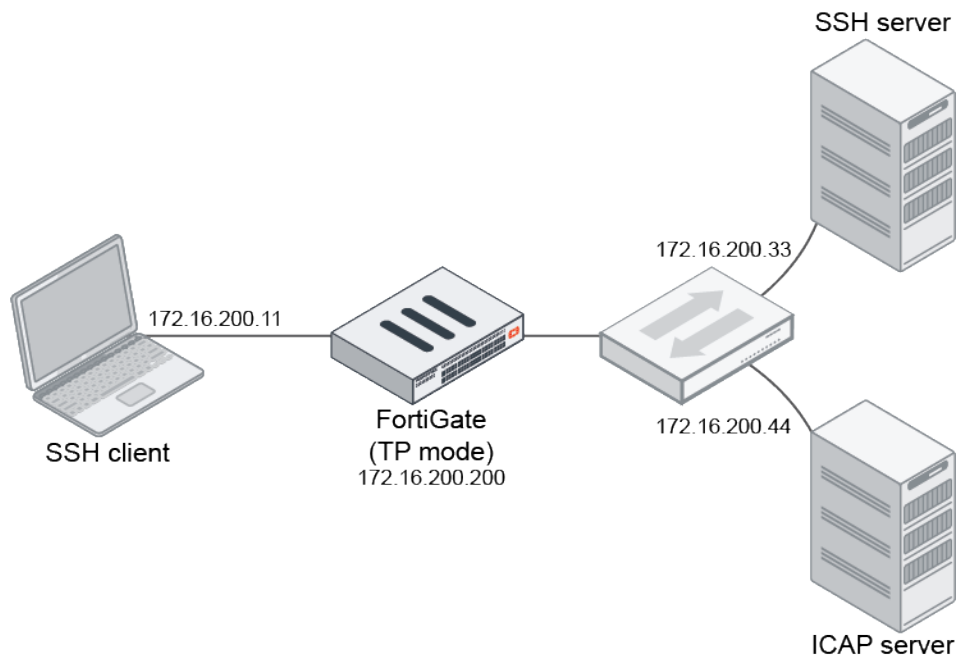 SSH server
172.16.200.33
172.16.200.11
FortiGate
(TP mode)
172.16.200.200
SSH client
172.16.200.44
ICAP server